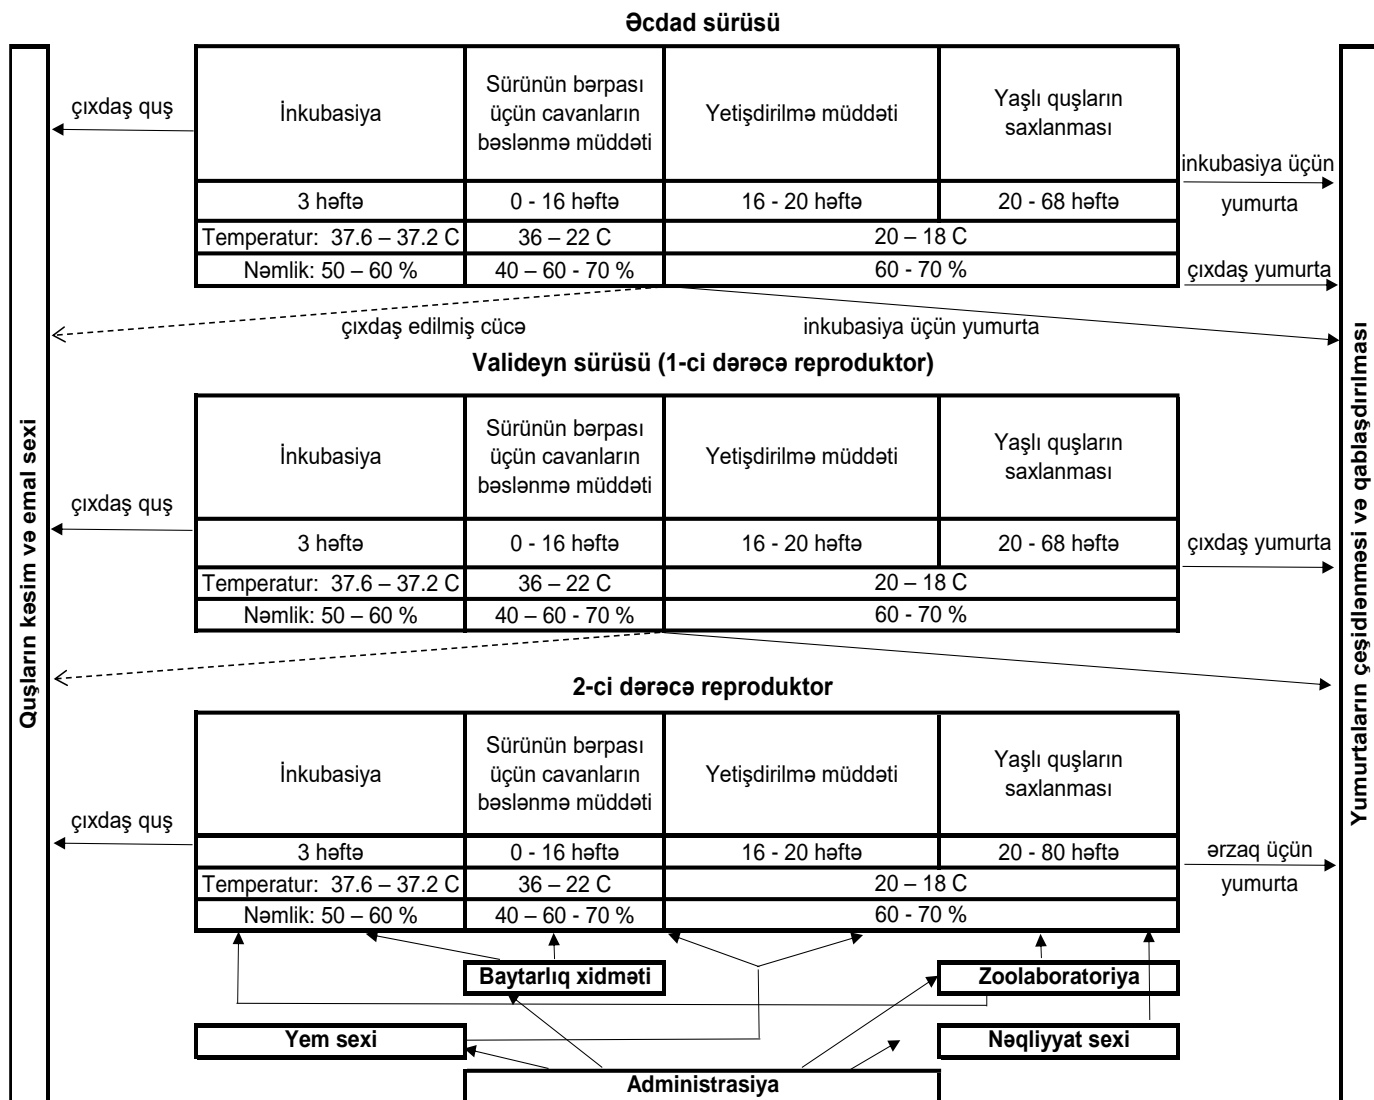 Əcdad sürüsü
Quşların kəsim və emal sexi
Yumurtaların çeşidlənməsi və qablaşdırılması
çıxdaş quş
İnkubasiya
Sürünün bərpası
üçün cavanların
bəslənmə müddəti
Yetişdirilmə müddəti
Yaşlı quşların
saxlanması
3 həftə
0 - 16 həftə
16 - 20 həftə
20 - 68 həftə
Temperatur: 37.6 – 37.2 C
36 – 22 C
20 – 18 C
Nəmlik: 50 – 60 %
40 – 60 - 70 %
60 - 70 %
inkubasiya üçün
yumurta
çıxdaş yumurta
çıxdaş edilmiş cücə
inkubasiya üçün yumurta
Valideyn sürüsü (1-ci dərəcə reproduktor)
çıxdaş quş
İnkubasiya
Sürünün bərpası
üçün cavanların
bəslənmə müddəti
Yetişdirilmə müddəti
Yaşlı quşların
saxlanması
3 həftə
0 - 16 həftə
16 - 20 həftə
20 - 68 həftə
Temperatur: 37.6 – 37.2 C
36 – 22 C
20 – 18 C
Nəmlik: 50 – 60 %
40 – 60 - 70 %
60 - 70 %
çıxdaş yumurta
2-ci dərəcə reproduktor
çıxdaş quş
İnkubasiya
Sürünün bərpası
üçün cavanların
bəslənmə müddəti
Yetişdirilmə müddəti
Yaşlı quşların
saxlanması
3 həftə
0 - 16 həftə
16 - 20 həftə
20 - 80 həftə
Temperatur: 37.6 – 37.2 C
36 – 22 C
20 – 18 C
Nəmlik: 50 – 60 %
40 – 60 - 70 %
60 - 70 %
ərzaq üçün
yumurta
Baytarlıq xidməti
Zoolaboratoriya
Yem sexi
Nəqliyyat sexi
Administrasiya